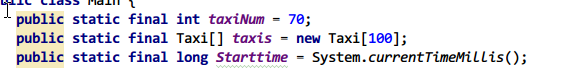 public class Main {
public static final int taxiNum = 70;
public static final Taxi[] taxis = new Taxi[100];
public static final long Starttime = System.currentTimeMillis();